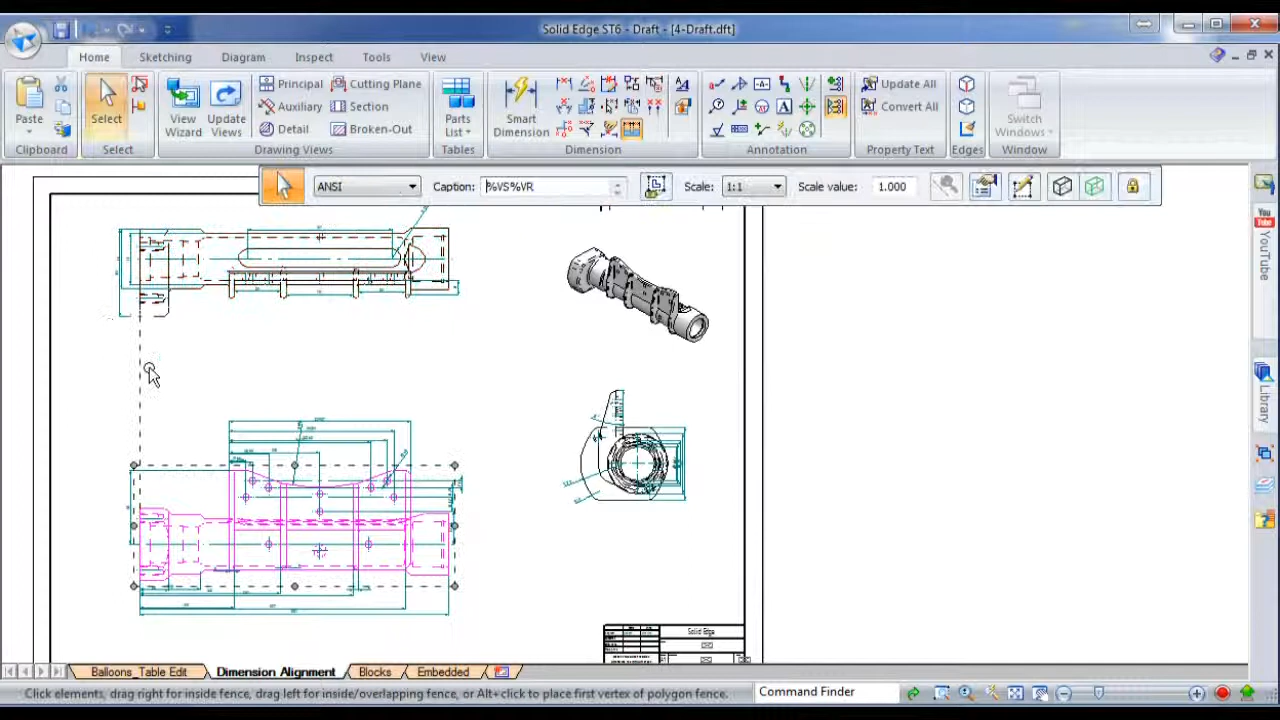 Solid Edge ST6 - Draft - [4-Draft.dft]
Home Sketching Diagram Inspect Tools View
Paste
Clipboard
Select
Select
View Wizard
Update Views
Principal
Auxiliary
Detail
Cutting Plane
Section
Broken-Out
Drawing Views
Parts List
Tables
Smart Dimension
Dimension
Annotation
Update All
Convert All
Property Text
Edges
Switch Windows
Window
ANSI Caption: %VS%VR Scale: 1:1 Scale value: 1.000
You Tube
YouTube
Library
Solid Edge
Balloons_Table Edit Dimension Alignment Blocks Embedded
Click elements, drag right for inside fence, drag left for inside/overlapping fence, or Alt+click to place first vertex of polygon fence.
Command Finder